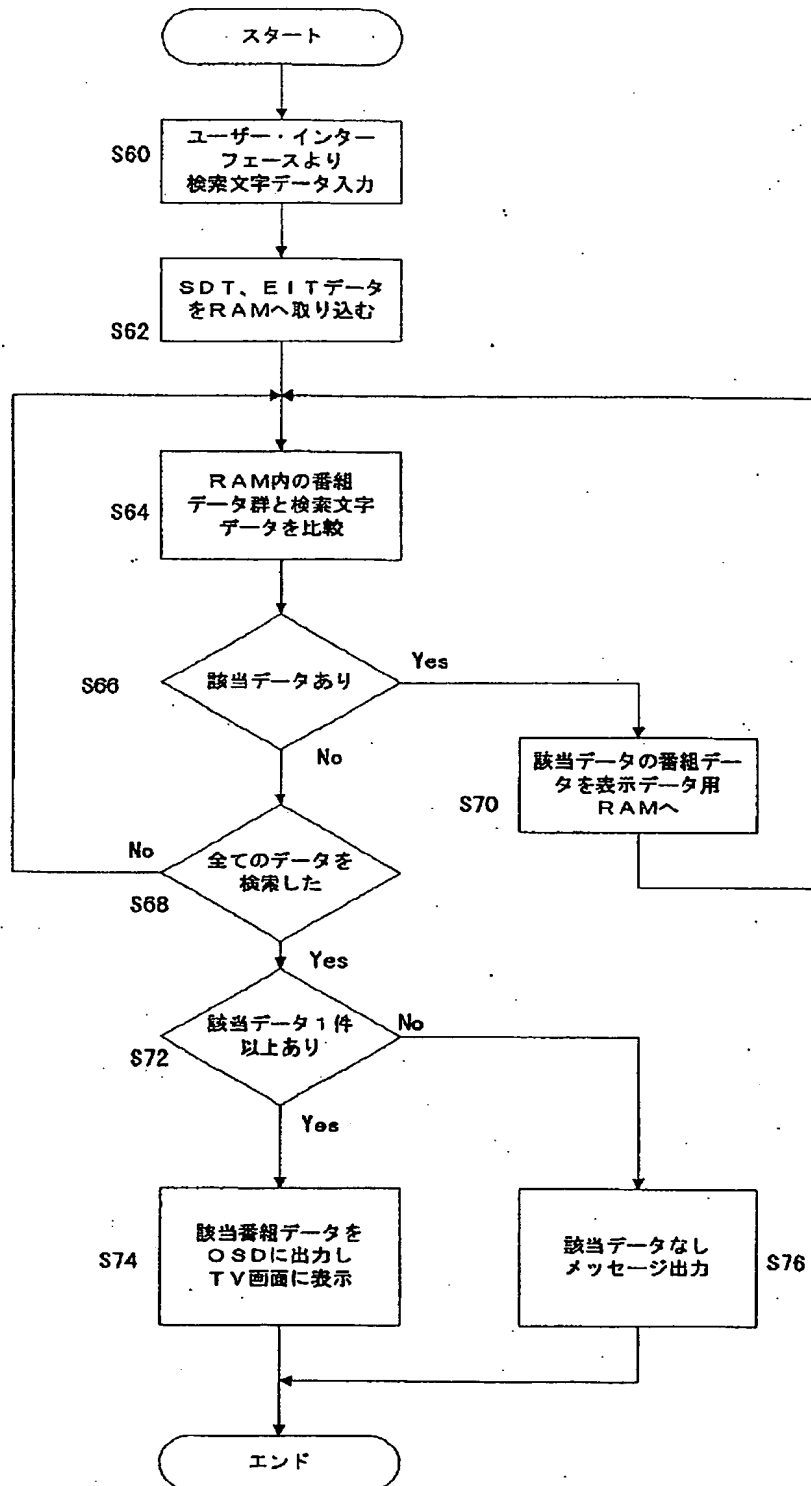 スタート
S60
ユーザー・インター
フェースより
検索文字データ入力
S62
SDT、EITデータ
をRAMへ取り込む
S64
RAM内の番組
データ群と検索文字
データを比較
S66
該当データあり
Yes
No
S70
該当データの番組デー
タを表示データ用
RAMへ
No
全てのデータを
検索した
S68
Yes
該当データ1件
以上あり
No
S72
Yes
S74
該当番組データを
OSDに出力し
TV画面に表示
該当データなし
メッセージ出力
S76
エンド